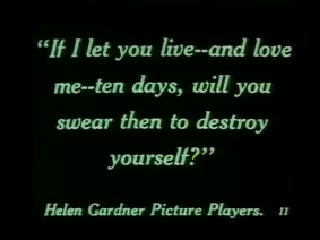 "If I let you live--and love
me--ten days, will you
swear then to destroy
yourself?"
Helen Gardner Picture Players. 11